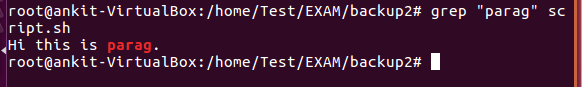 root@ankit-VirtualBox:/home/Test/EXAM/backup2# grep "parag" sc
ript.sh
Hi this is parag.
root@ankit-VirtualBox:/home/Test/EXAM/backup2#